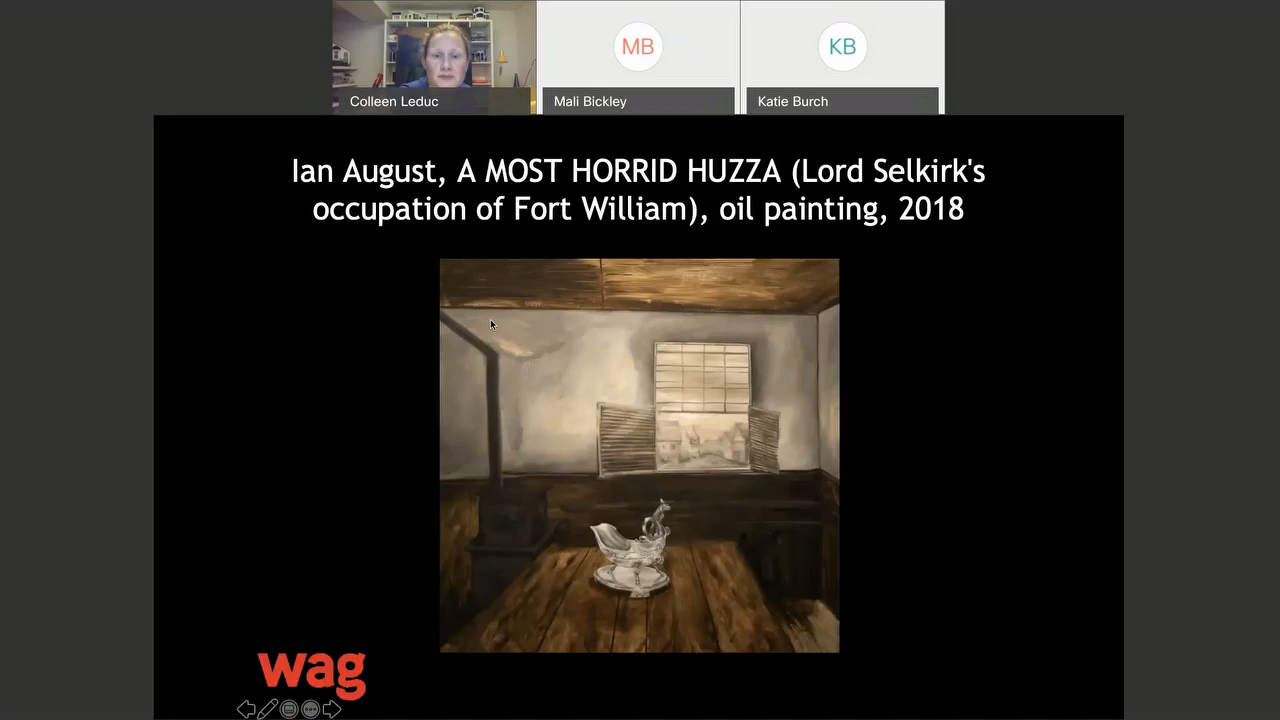 MB
KB
Colleen Leduc
Mali Bickley
Katie Burch
Ian August, A MOST HORRID HUZZA (Lord Selkirk's
occupation of Fort William), oil painting, 2018
wag